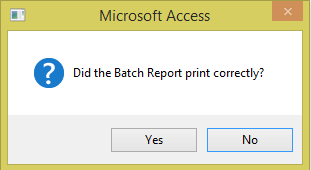 Microsoft Access
Did the Batch Report print correctly?
Yes No